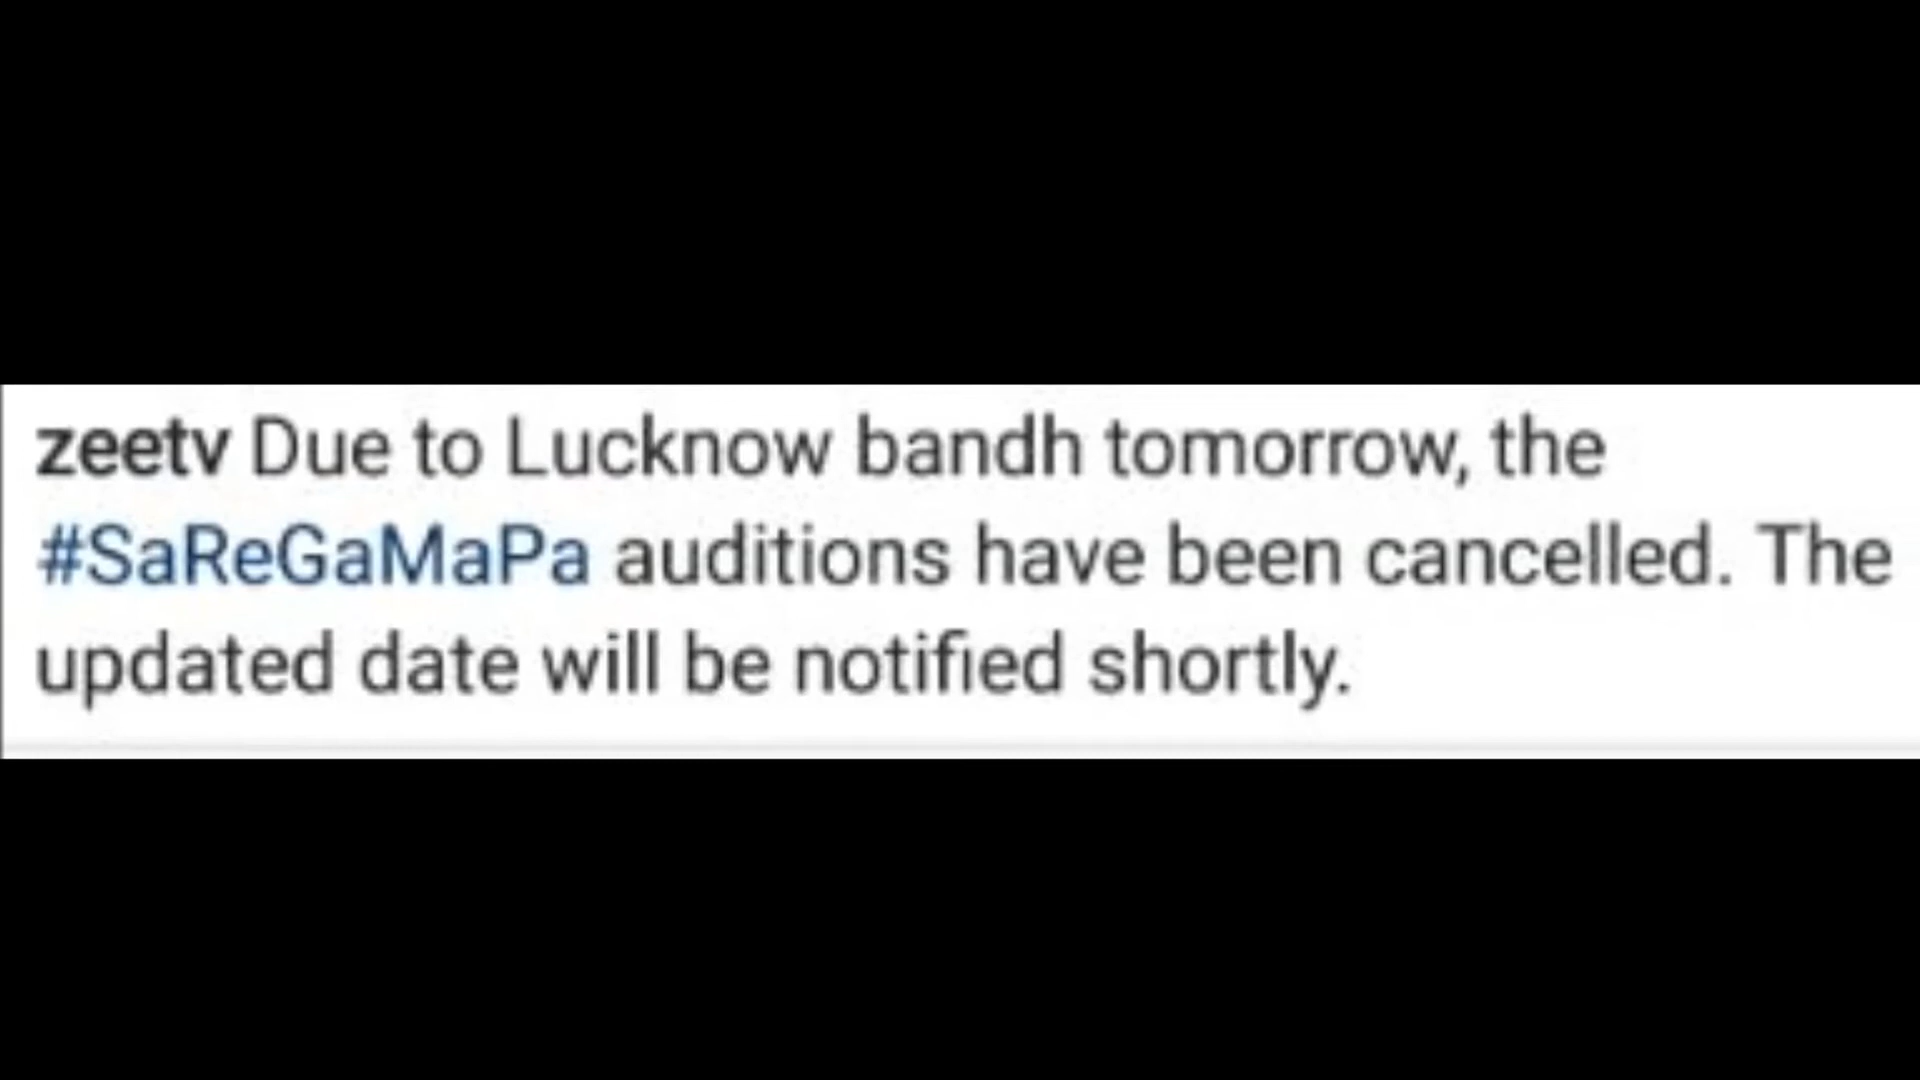 zeetv Due to Lucknow bandh tomorrow, the
#SaReGaMaPa auditions have been cancelled. The
updated date will be notified shortly.